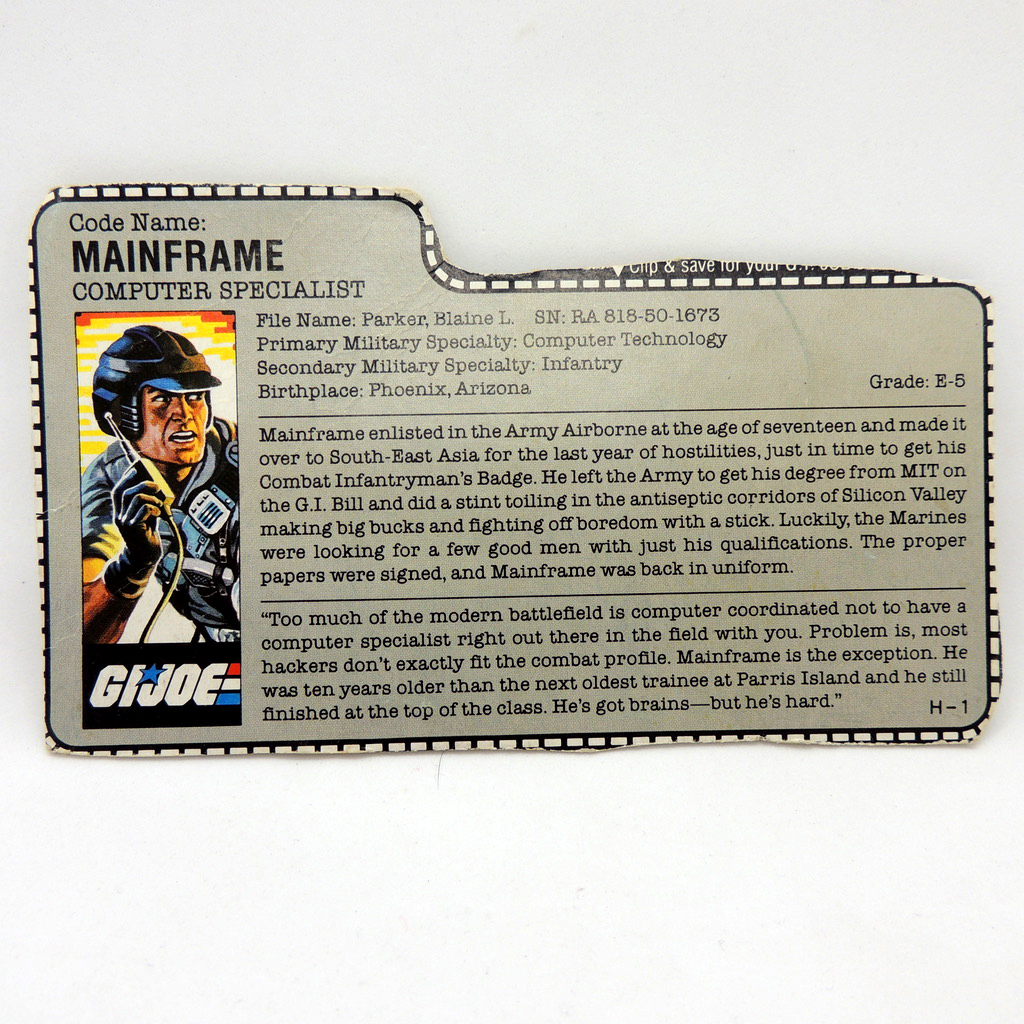 Clip & save for your G.I.
Code Name:
MAINFRAME
COMPUTER SPECIALIST
File Name: Parker, Blaine L. SN: RA 818-50-1673
Primary Military Specialty: Computer Technology
Secondary Military Specialty: Infantry
Birthplace: Phoenix, Arizona
Grade: E-5
Mainframe enlisted in the Army Airborne at the age of seventeen and made it
over to South-East Asia for the last year of hostilities, just in time to get his
Combat Infantryman's Badge. He left the Army to get his degree from MIT on
the G.I. Bill and did a stint toiling in the antiseptic corridors of Silicon Valley
making big bucks and fighting off boredom with a stick. Luckily, the Marines
were looking for a few good men with just his qualifications. The proper
papers were signed, and Mainframe was back in uniform.
"Too much of the modern battlefield is computer coordinated not to have a
computer specialist right out there in the field with you. Problem is, most
hackers don't exactly fit the combat profile. Mainframe is the exception. He
was ten years older than the next oldest trainee at Parris Island and he still
finished at the top of the class. He's got brains—but he's hard."
GI JOE
H-1